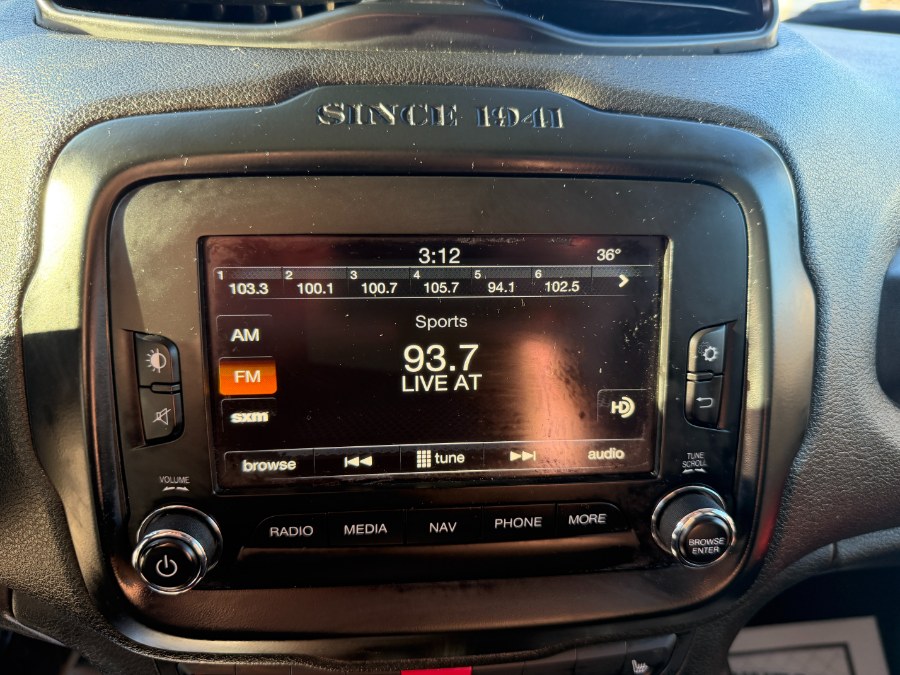 SINCE 1941
3:12 36°
1 2 3 4 5 6
103.3 100.1 100.7 105.7 94.1 102.5
Sports
AM
93.7
FM
LIVE AT
sxm
HD
browse tune audio
VOLUME
TUNE
SCROLL
RADIO MEDIA NAV PHONE MORE
BROWSE
ENTER